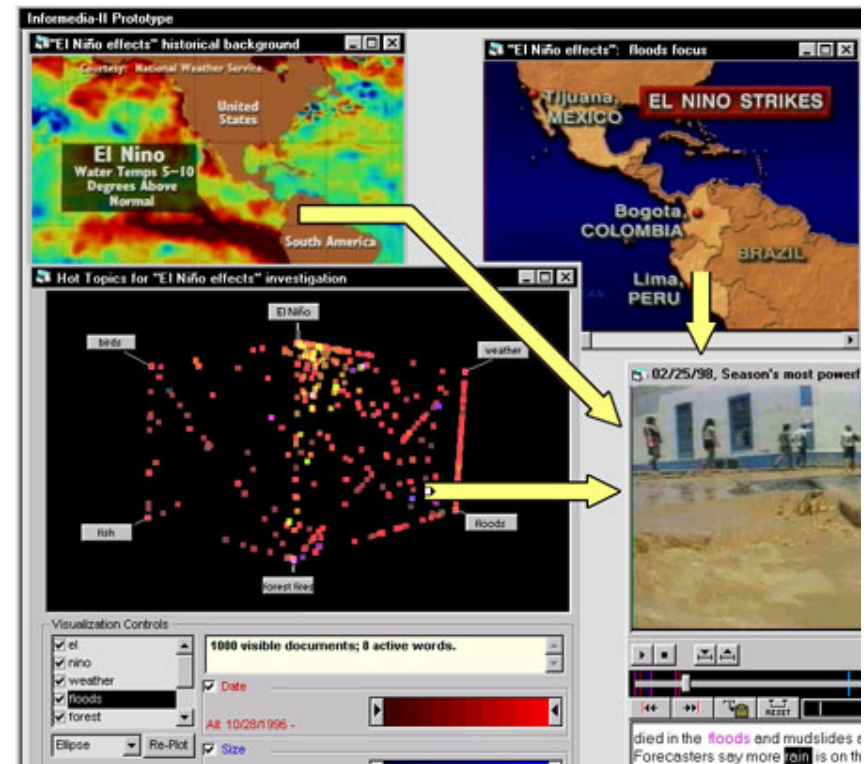 Informedia-II Prototype
"El Niño effects" historical background
Courtesy: National Weather Service
United
States
El Nino
Water Temps 5-10
Degrees Above
Normal
South America
"El Niño effects": floods focus
Tijuana,
MEXICO
EL NINO STRIKES
Bogota,
COLOMBIA
BRAZIL
Lima,
PERU
Hot Topics for "El Niño effects" investigation
El Niño
birds
weather
fish
floods
forest fires
02/25/98, Season's most powerf
Visualization Controls
el
nino
weather
floods
forest
1000 visible documents; 8 active words.
Date
All: 10/28/1996 -
Ellipse
Re-Plot
Size
RESET
died in the floods and mudslides a
Forecasters say more rain is on th